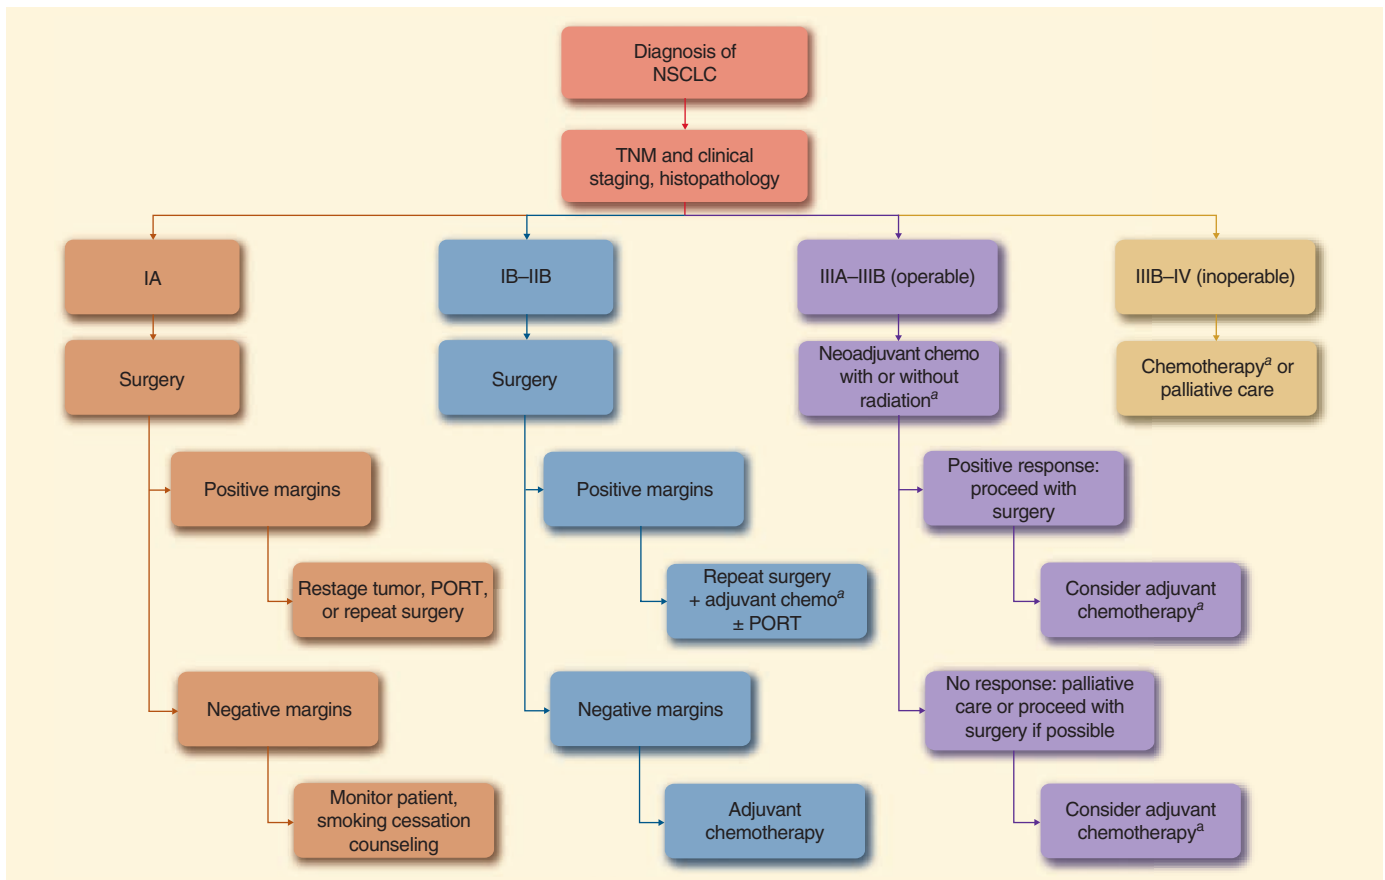 Diagnosis of
NSCLC
TNM and clinical
staging, histopathology
IA
IB–IIB
IIIA–IIIB (operable)
IIIB–IV (inoperable)
Surgery
Surgery
Neoadjuvant chemo
with or without
radiationᵃ
Chemotherapyᵃ or
palliative care
Positive margins
Positive margins
Positive response:
proceed with
surgery
Restage tumor, PORT,
or repeat surgery
Repeat surgery
+ adjuvant chemoᵃ
± PORT
Consider adjuvant
chemotherapyᵃ
Negative margins
Negative margins
No response: palliative
care or proceed with
surgery if possible
Monitor patient,
smoking cessation
counseling
Adjuvant
chemotherapy
Consider adjuvant
chemotherapyᵃ